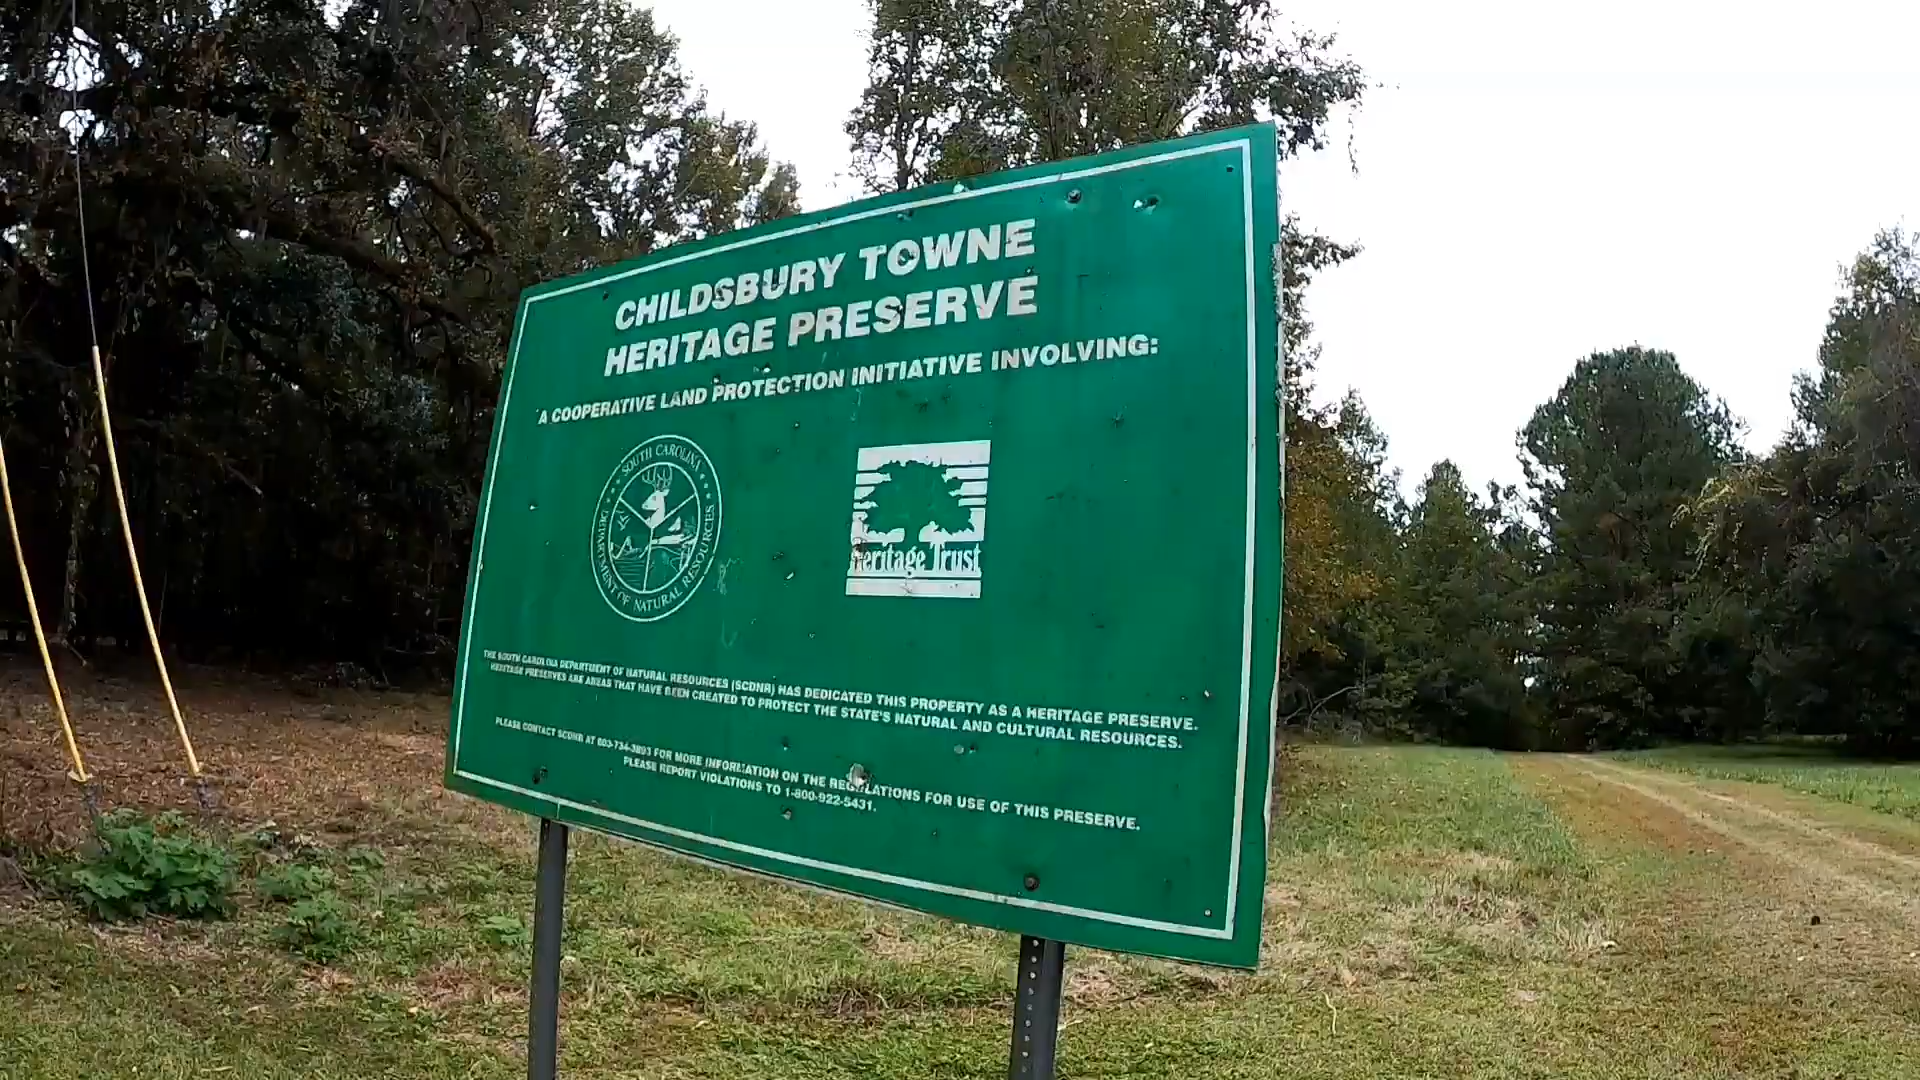 CHILDSBURY TOWNE
HERITAGE PRESERVE
A COOPERATIVE LAND PROTECTION INITIATIVE INVOLVING:
SOUTH CAROLINA
DEPARTMENT OF NATURAL RESOURCES
Heritage Trust
THE SOUTH CAROLINA DEPARTMENT OF NATURAL RESOURCES (SCDNR) HAS DEDICATED THIS PROPERTY AS A HERITAGE PRESERVE.
HERITAGE PRESERVES ARE AREAS THAT HAVE BEEN CREATED TO PROTECT THE STATE'S NATURAL AND CULTURAL RESOURCES.
PLEASE CONTACT SCDNR AT 803-734-3893 FOR MORE INFORMATION ON THE REGULATIONS FOR USE OF THIS PRESERVE.
PLEASE REPORT VIOLATIONS TO 1-800-922-5431.